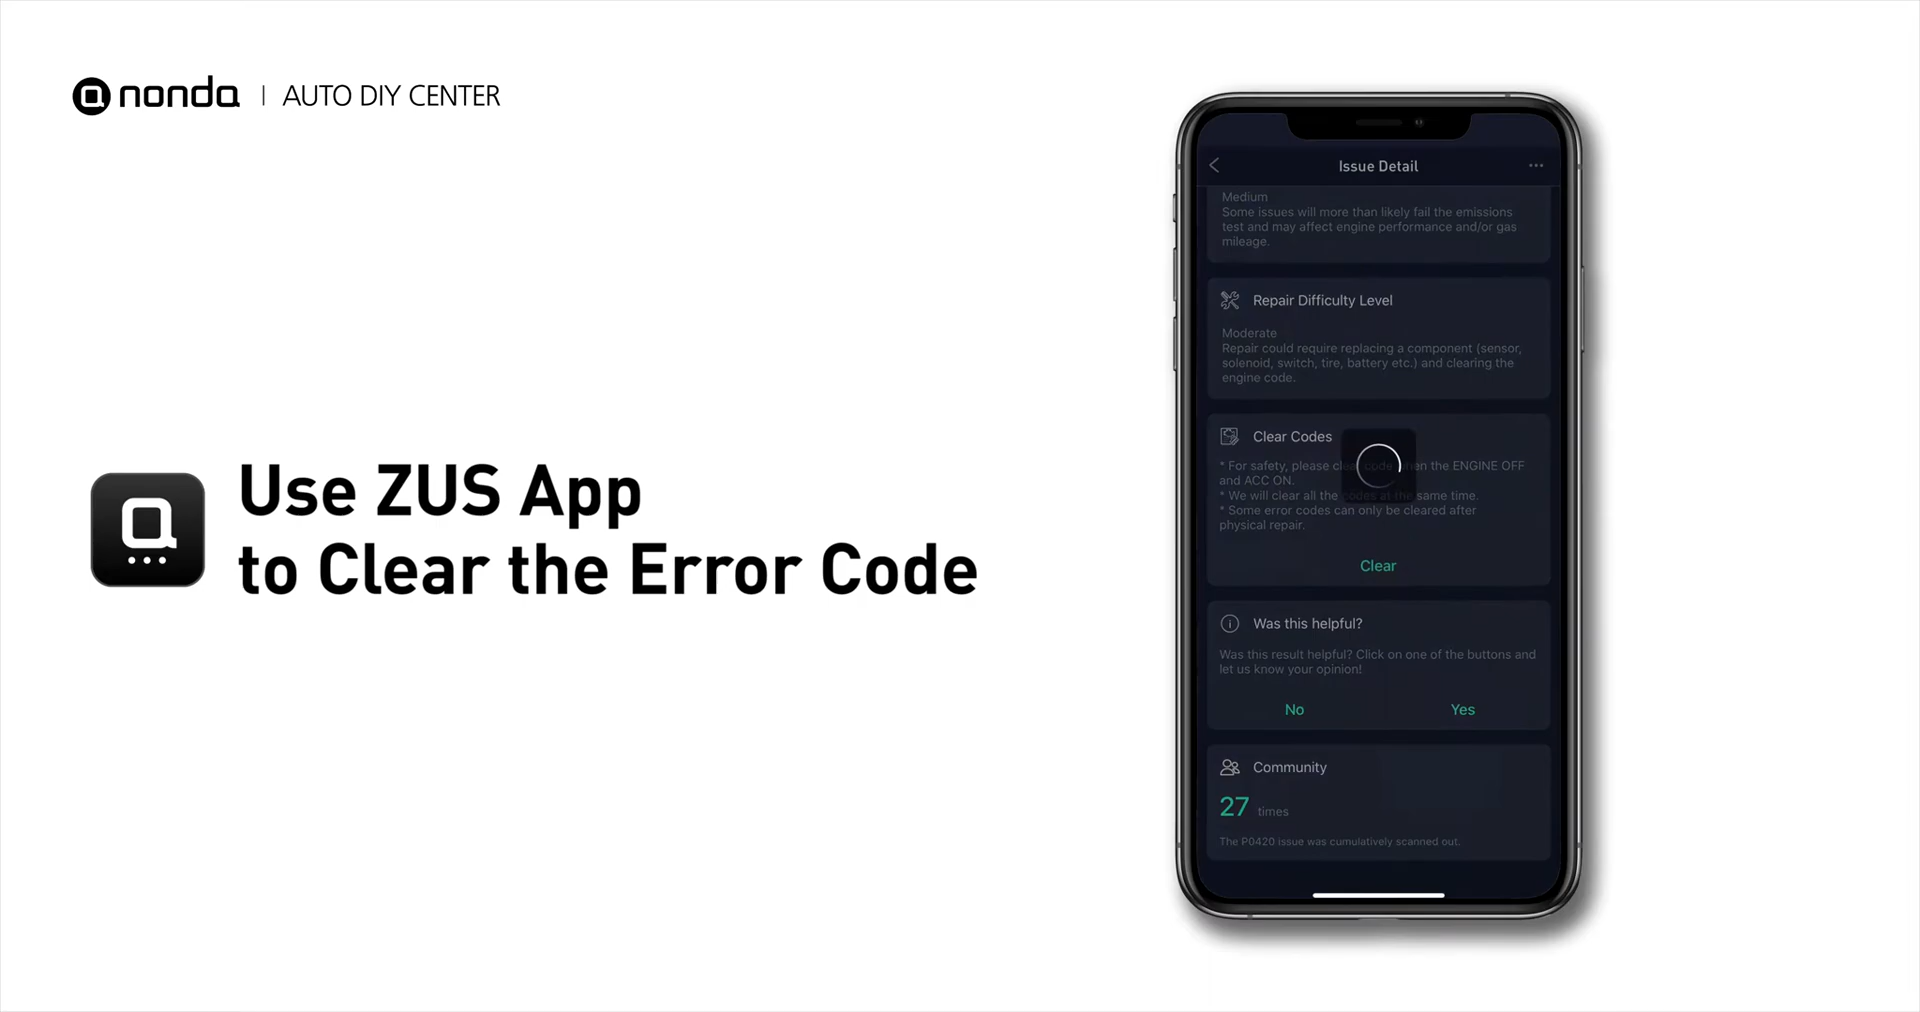 nonda | AUTO DIY CENTER
Use ZUS App
to Clear the Error Code
Issue Detail
Medium
Some issues will more than likely fail the emissions
test and may affect engine performance and/or gas
mileage.
Repair Difficulty Level
Moderate
Repair could require replacing a component (sensor,
solenoid, switch, tire, battery etc.) and clearing the
engine code.
Clear Codes
* For safety, please clear code when the ENGINE OFF
and ACC ON.
* We will clear all the codes at the same time.
* Some error codes can only be cleared after
physical repair.
Clear
Was this helpful?
Was this result helpful? Click on one of the buttons and
let us know your opinion!
No Yes
Community
27 times
The P0420 issue was cumulatively scanned out.